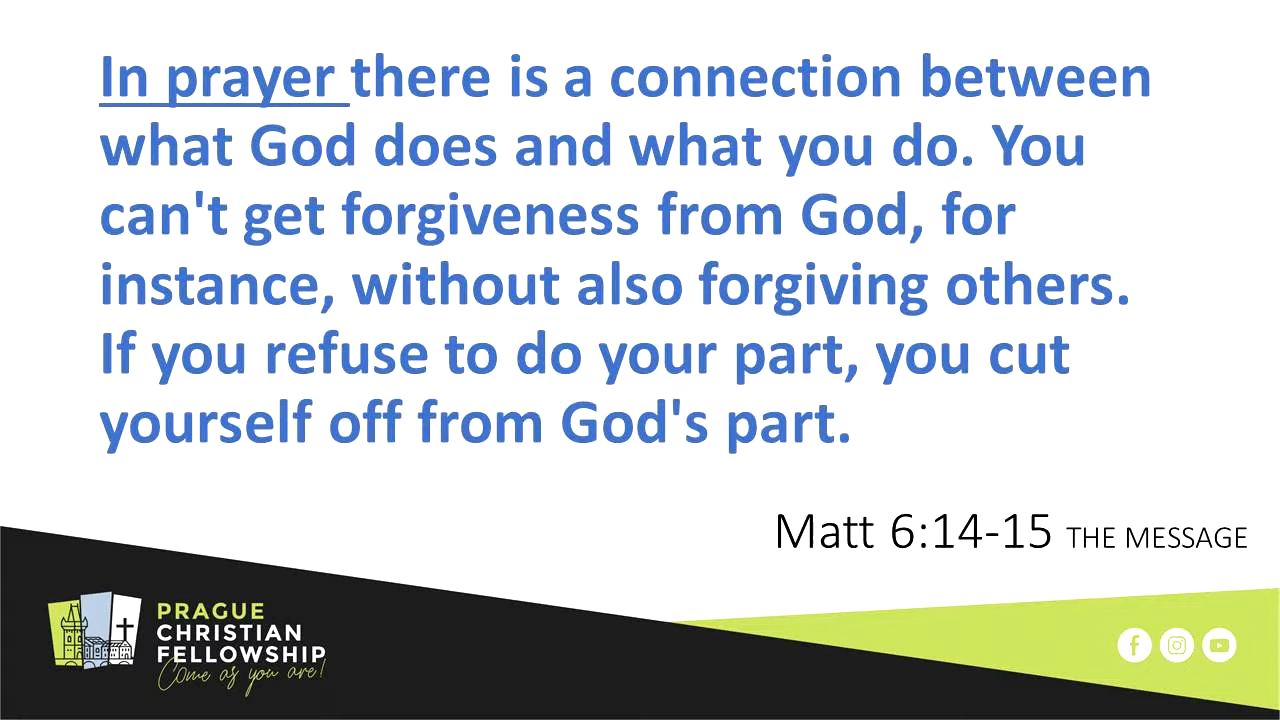 In prayer there is a connection between
what God does and what you do. You
can't get forgiveness from God, for
instance, without also forgiving others.
If you refuse to do your part, you cut
yourself off from God's part.
Matt 6:14-15 THE MESSAGE
PRAGUE
CHRISTIAN
FELLOWSHIP
Come as you are!